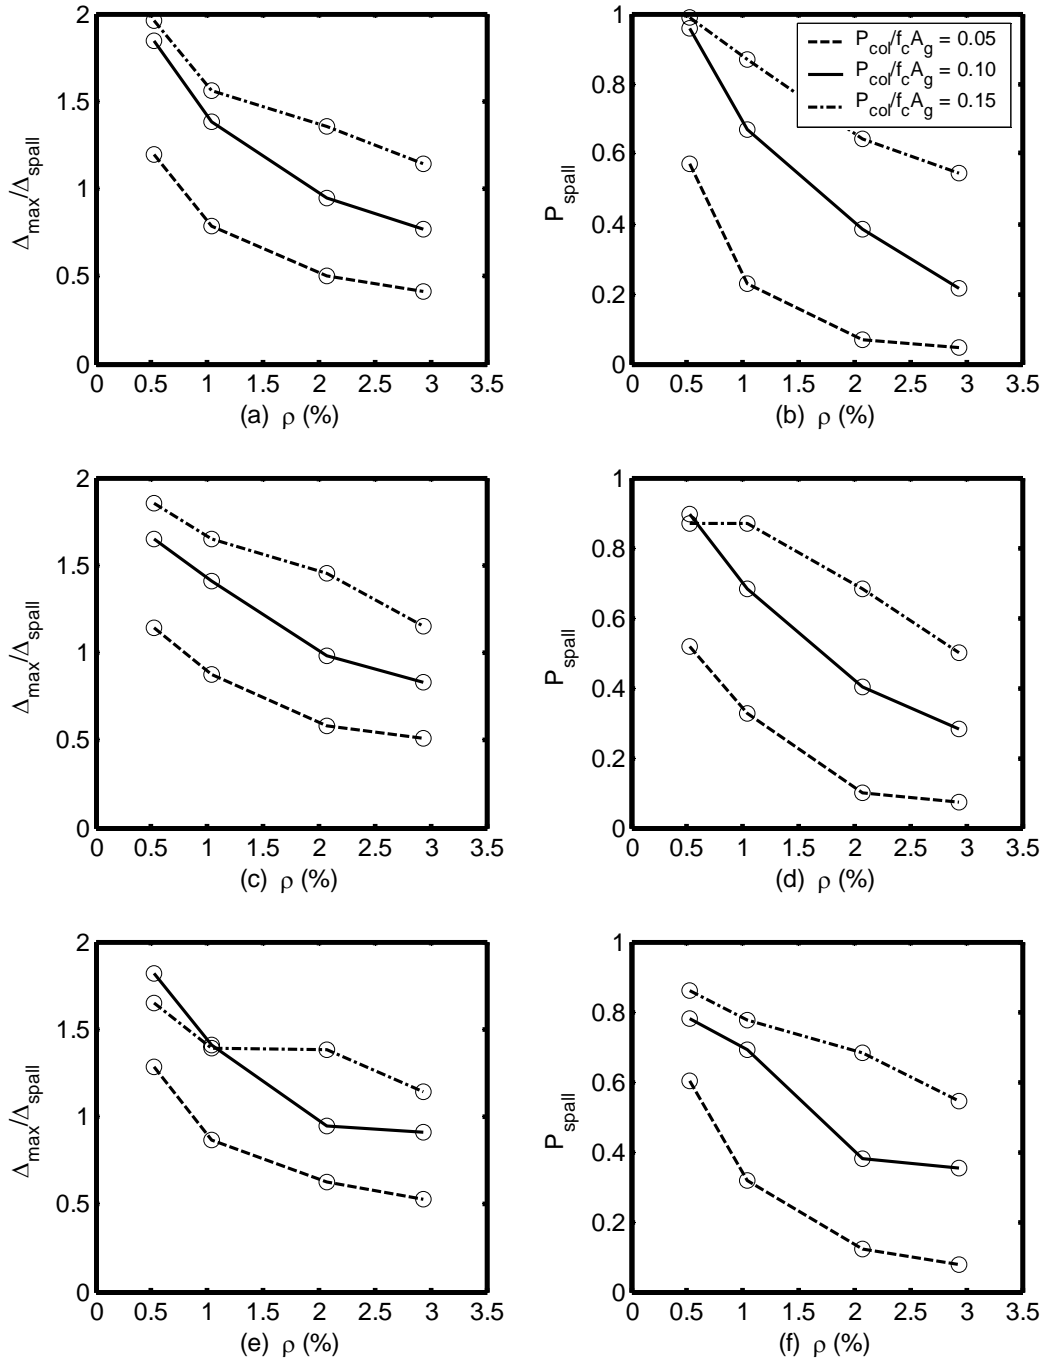 2
1.5
1
0.5
0
Δmax/Δspall
0 0.5 1 1.5 2 2.5 3 3.5
(a) ρ (%)
1
0.8
0.6
0.4
0.2
0
Pspall
Pcol/fcAg = 0.05
Pcol/fcAg = 0.10
Pcol/fcAg = 0.15
0 0.5 1 1.5 2 2.5 3 3.5
(b) ρ (%)
2
1.5
1
0.5
0
Δmax/Δspall
0 0.5 1 1.5 2 2.5 3 3.5
(c) ρ (%)
1
0.8
0.6
0.4
0.2
0
Pspall
0 0.5 1 1.5 2 2.5 3 3.5
(d) ρ (%)
2
1.5
1
0.5
0
Δmax/Δspall
0 0.5 1 1.5 2 2.5 3 3.5
(e) ρ (%)
1
0.8
0.6
0.4
0.2
0
Pspall
0 0.5 1 1.5 2 2.5 3 3.5
(f) ρ (%)